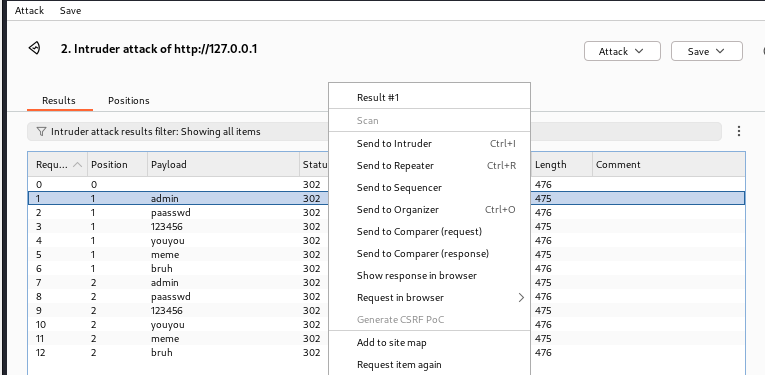 Attack Save
2. Intruder attack of http://127.0.0.1
Attack Save
Results Positions
Intruder attack results filter: Showing all items
Requ... Position Payload Statu Length Comment
0 0 302 476
1 1 admin 302 475
2 1 paasswd 302 476
3 1 123456 302 475
4 1 youyou 302 476
5 1 meme 302 475
6 1 bruh 302 476
7 2 admin 302 475
8 2 paasswd 302 476
9 2 123456 302 475
10 2 youyou 302 476
11 2 meme 302 475
12 2 bruh 302 476
Result #1
Scan
Send to Intruder Ctrl+I
Send to Repeater Ctrl+R
Send to Sequencer
Send to Organizer Ctrl+O
Send to Comparer (request)
Send to Comparer (response)
Show response in browser
Request in browser
Generate CSRF PoC
Add to site map
Request item again